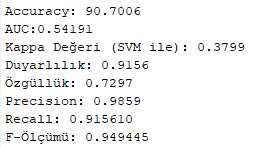 Accuracy: 90.7006
AUC:0.54191
Kappa Değeri (SVM ile): 0.3799
Duyarlılık: 0.9156
Özgüllük: 0.7297
Precision: 0.9859
Recall: 0.915610
F-Ölçümü: 0.949445